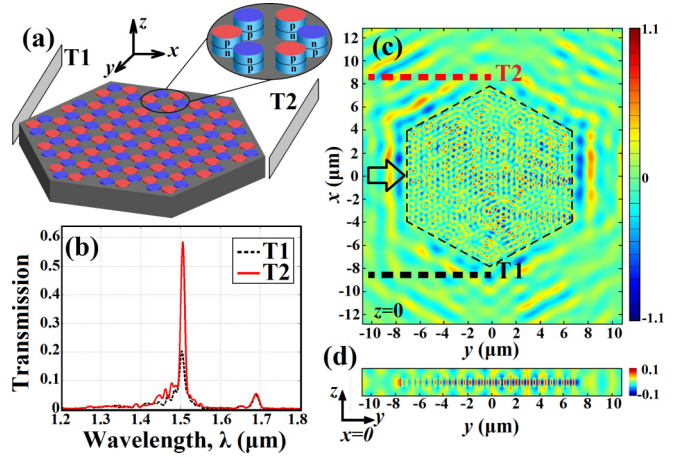 (a)
T1
z
x
y
T2
n p n
p n p
n p n
p n p
(b)
T1
T2
0.6
0.5
0.4
0.3
0.2
0.1
0
1.2 1.3 1.4 1.5 1.6 1.7 1.8
Transmission
Wavelength, λ (μm)
(c)
T2
T1
z=0
12
10
8
6
4
2
0
-2
-4
-6
-8
-10
-12
x (μm)
-10 -8 -6 -4 -2 0 2 4 6 8 10
y (μm)
1.1
0
-1.1
(d)
0.1
-0.1
-10 -8 -6 -4 -2 0 2 4 6 8 10
z
y
x=0
y (μm)